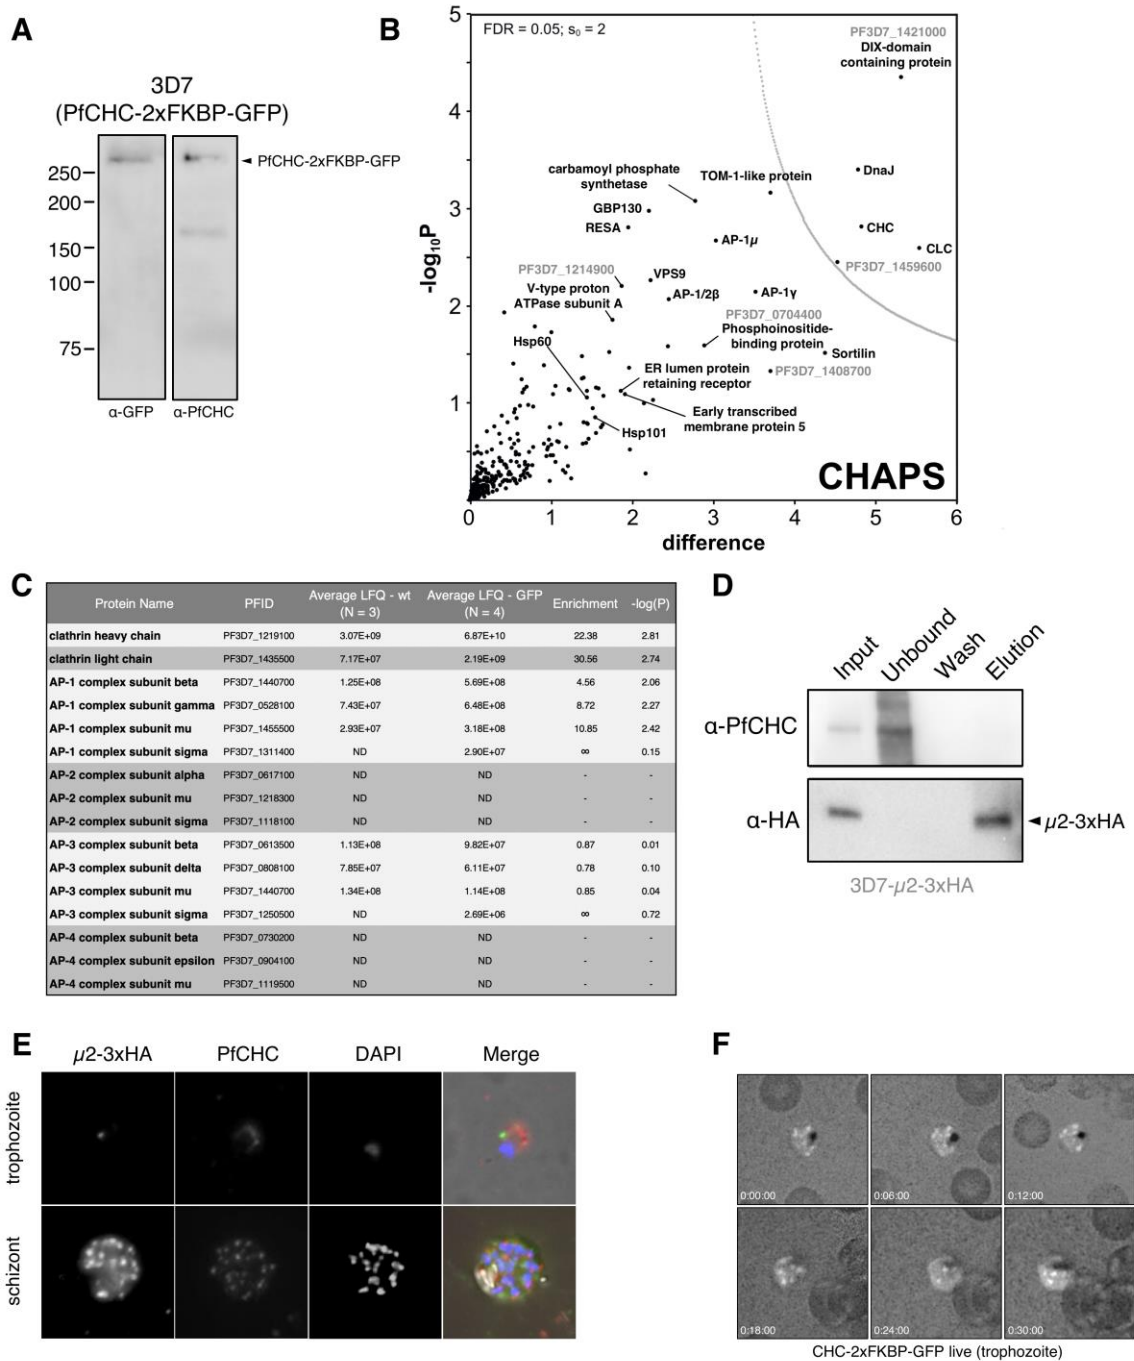 A
3D7
(PfCHC-2xFKBP-GFP)
250
200
150
100
75
PfCHC-2xFKBP-GFP
α-GFP
α-PfCHC
B
FDR = 0.05; s₀ = 2
5
4
3
2
1
0
-log₁₀P
PF3D7_1421000
DIX-domain
containing protein
DnaJ
TOM-1-like protein
carbamoyl phosphate
synthetase
GBP130
RESA
AP-1μ
CHC
CLC
PF3D7_1459600
PF3D7_1214900
VPS9
V-type proton
ATPase subunit A
AP-1/2β
AP-1γ
PF3D7_0704400
Phosphoinositide-
binding protein
Sortilin
PF3D7_1408700
Hsp60
ER lumen protein
retaining receptor
Early transcribed
membrane protein 5
Hsp101
CHAPS
0 1 2 3 4 5 6
difference
C
Protein Name PFID Average LFQ - wt (N = 3) Average LFQ - GFP (N = 4) Enrichment -log(P)
clathrin heavy chain PF3D7_1219100 3.07E+09 6.87E+10 22.38 2.81
clathrin light chain PF3D7_1435500 7.17E+07 2.19E+09 30.56 2.74
AP-1 complex subunit beta PF3D7_1440700 1.25E+08 5.69E+08 4.56 2.06
AP-1 complex subunit gamma PF3D7_0528100 7.43E+07 6.48E+08 8.72 2.27
AP-1 complex subunit mu PF3D7_1455500 2.93E+07 3.18E+08 10.85 2.42
AP-1 complex subunit sigma PF3D7_1311400 ND 2.90E+07 ∞ 0.15
AP-2 complex subunit alpha PF3D7_0617100 ND ND - -
AP-2 complex subunit mu PF3D7_1218300 ND ND - -
AP-2 complex subunit sigma PF3D7_1118100 ND ND - -
AP-3 complex subunit beta PF3D7_0613500 1.13E+08 9.82E+07 0.87 0.01
AP-3 complex subunit delta PF3D7_0808100 7.85E+07 6.11E+07 0.78 0.10
AP-3 complex subunit mu PF3D7_1440700 1.34E+08 1.14E+08 0.85 0.04
AP-3 complex subunit sigma PF3D7_1250500 ND 2.69E+06 ∞ 0.72
AP-4 complex subunit beta PF3D7_0730200 ND ND - -
AP-4 complex subunit epsilon PF3D7_0904100 ND ND - -
AP-4 complex subunit mu PF3D7_1119500 ND ND - -
D
Input Unbound Wash Elution
α-PfCHC
α-HA
μ2-3xHA
3D7-μ2-3xHA
E
μ2-3xHA PfCHC DAPI Merge
trophozoite
schizont
F
0:00:00 0:06:00 0:12:00
0:18:00 0:24:00 0:30:00
CHC-2xFKBP-GFP live (trophozoite)